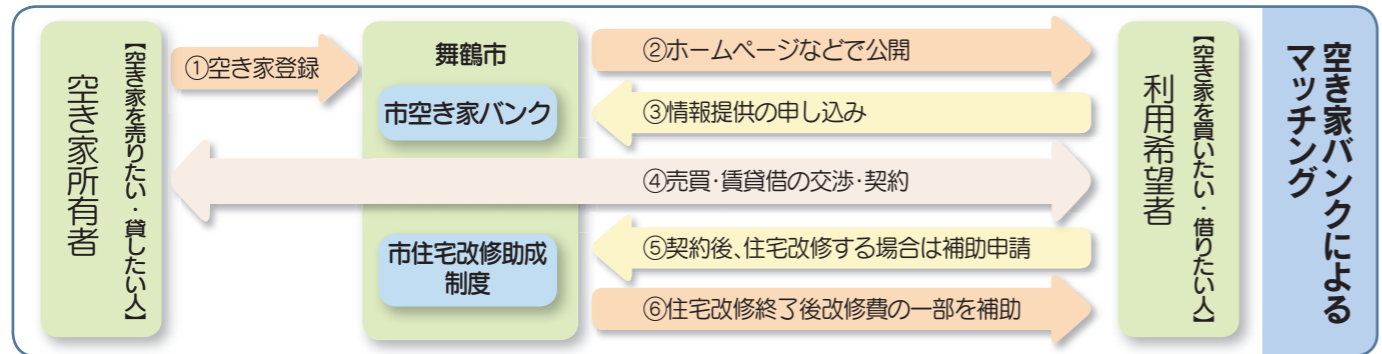 空き家バンクによる
マッチング
空き家所有者
【空き家を売りたい・貸したい人】
①空き家登録
舞鶴市
市空き家バンク
市住宅改修助成
制度
②ホームページなどで公開
③情報提供の申し込み
④売買・賃貸借の交渉・契約
⑤契約後、住宅改修する場合は補助申請
⑥住宅改修終了後改修費の一部を補助
【空き家を買いたい・借りたい人】
利用希望者